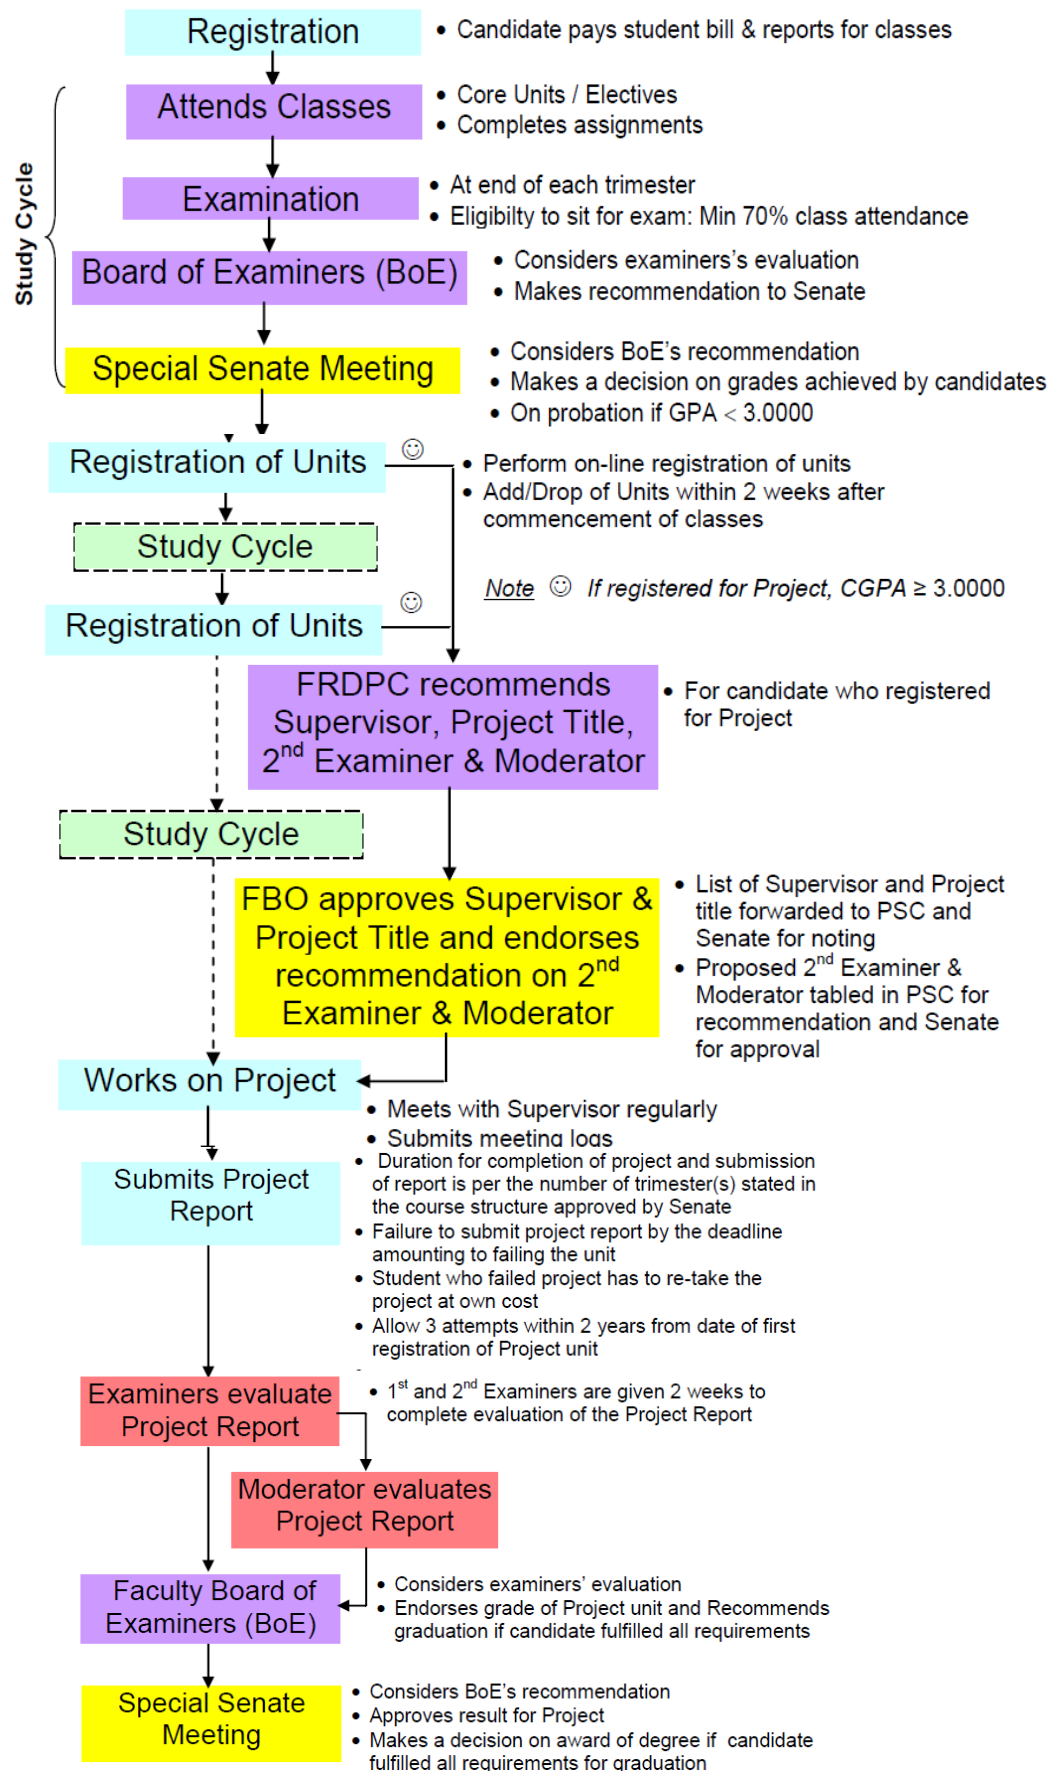 Registration
• Candidate pays student bill & reports for classes
Study Cycle
Attends Classes
• Core Units / Electives
• Completes assignments
Examination
• At end of each trimester
• Eligibilty to sit for exam: Min 70% class attendance
Board of Examiners (BoE)
• Considers examiners's evaluation
• Makes recommendation to Senate
Special Senate Meeting
• Considers BoE's recommendation
• Makes a decision on grades achieved by candidates
• On probation if GPA < 3.0000
Registration of Units
☺
• Perform on-line registration of units
• Add/Drop of Units within 2 weeks after
commencement of classes
Study Cycle
Note ☺ If registered for Project, CGPA ≥ 3.0000
Registration of Units
☺
FRDPC recommends
Supervisor, Project Title,
2nd Examiner & Moderator
• For candidate who registered
for Project
Study Cycle
FBO approves Supervisor &
Project Title and endorses
recommendation on 2nd
Examiner & Moderator
• List of Supervisor and Project
title forwarded to PSC and
Senate for noting
• Proposed 2nd Examiner &
Moderator tabled in PSC for
recommendation and Senate
for approval
Works on Project
• Meets with Supervisor regularly
• Submits meeting logs
Submits Project
Report
• Duration for completion of project and submission
of report is per the number of trimester(s) stated in
the course structure approved by Senate
• Failure to submit project report by the deadline
amounting to failing the unit
• Student who failed project has to re-take the
project at own cost
• Allow 3 attempts within 2 years from date of first
registration of Project unit
Examiners evaluate
Project Report
• 1st and 2nd Examiners are given 2 weeks to
complete evaluation of the Project Report
Moderator evaluates
Project Report
Faculty Board of
Examiners (BoE)
• Considers examiners' evaluation
• Endorses grade of Project unit and Recommends
graduation if candidate fulfilled all requirements
Special Senate
Meeting
• Considers BoE's recommendation
• Approves result for Project
• Makes a decision on award of degree if candidate
fulfilled all requirements for graduation